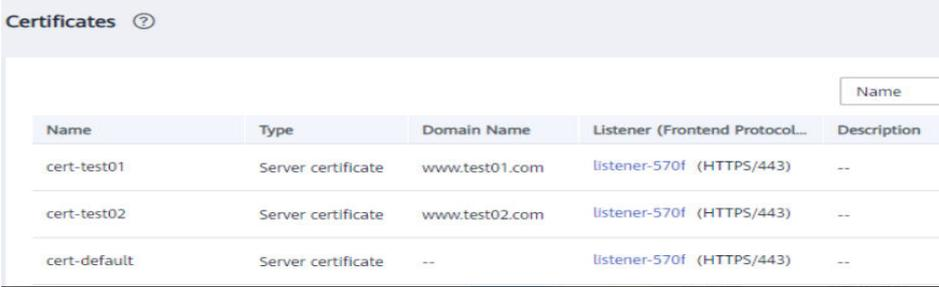 Certificates ?
Name
Name Type Domain Name Listener (Frontend Protocol... Description
cert-test01 Server certificate www.test01.com listener-570f (HTTPS/443) --
cert-test02 Server certificate www.test02.com listener-570f (HTTPS/443) --
cert-default Server certificate -- listener-570f (HTTPS/443) --